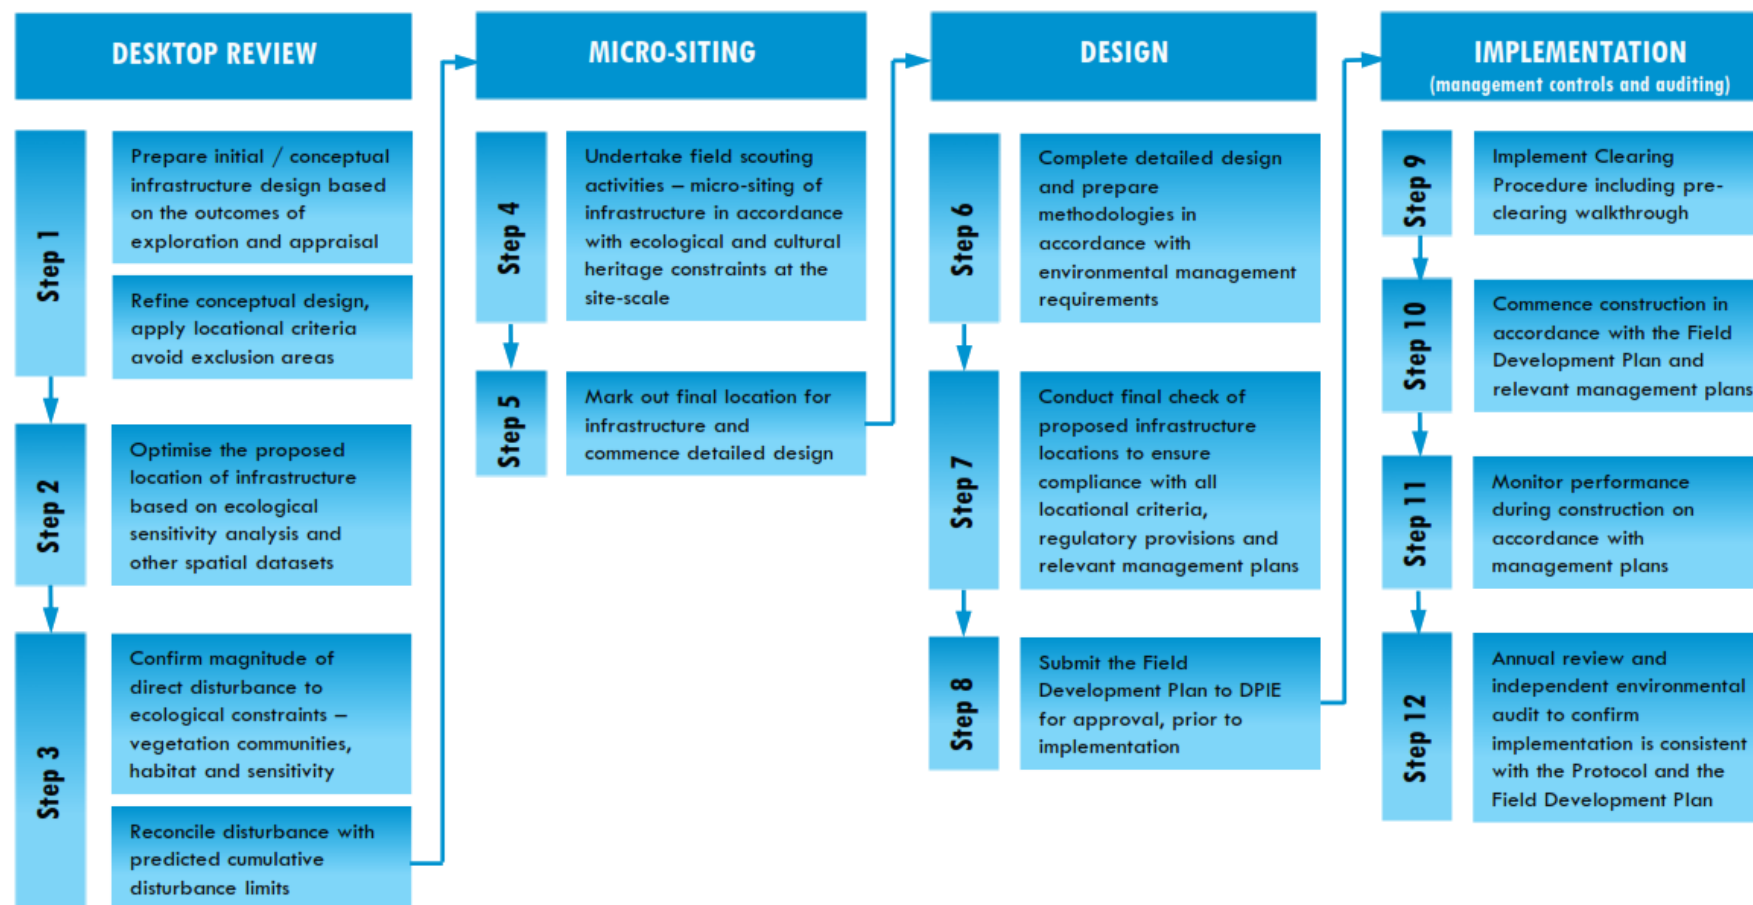 DESKTOP REVIEW
Step 1
Prepare initial / conceptual
infrastructure design based
on the outcomes of
exploration and appraisal
Refine conceptual design,
apply locational criteria
avoid exclusion areas
Step 2
Optimise the proposed
location of infrastructure
based on ecological
sensitivity analysis and
other spatial datasets
Step 3
Confirm magnitude of
direct disturbance to
ecological constraints –
vegetation communities,
habitat and sensitivity
Reconcile disturbance with
predicted cumulative
disturbance limits
MICRO-SITING
Step 4
Undertake field scouting
activities – micro-siting of
infrastructure in accordance
with ecological and cultural
heritage constraints at the
site-scale
Step 5
Mark out final location for
infrastructure and
commence detailed design
DESIGN
Step 6
Complete detailed design
and prepare
methodologies in
accordance with
environmental management
requirements
Step 7
Conduct final check of
proposed infrastructure
locations to ensure
compliance with all
locational criteria,
regulatory provisions and
relevant management plans
Step 8
Submit the Field
Development Plan to DPIE
for approval, prior to
implementation
IMPLEMENTATION
(management controls and auditing)
Step 9
Implement Clearing
Procedure including pre-
clearing walkthrough
Step 10
Commence construction in
accordance with the Field
Development Plan and
relevant management plans
Step 11
Monitor performance
during construction on
accordance with
management plans
Step 12
Annual review and
independent environmental
audit to confirm
implementation is consistent
with the Protocol and the
Field Development Plan